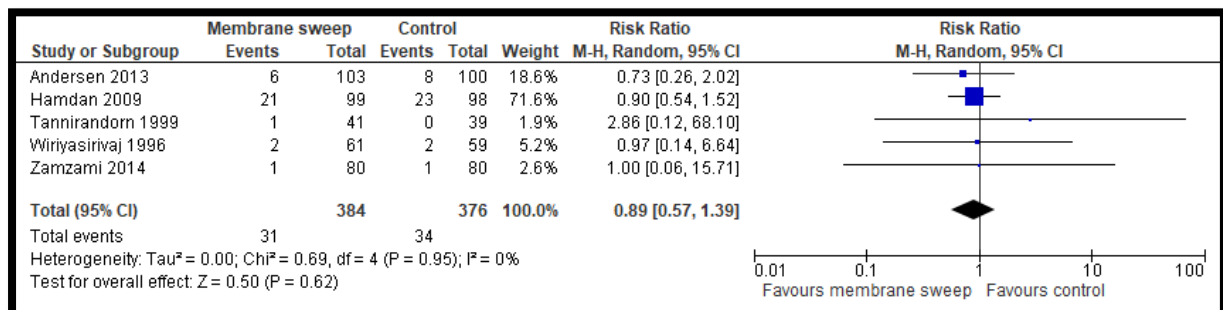 Membrane sweep Control Risk Ratio Risk Ratio
Study or Subgroup Events Total Events Total Weight M-H, Random, 95% CI M-H, Random, 95% CI
Andersen 2013 6 103 8 100 18.6% 0.73 [0.26, 2.02]
Hamdan 2009 21 99 23 98 71.6% 0.90 [0.54, 1.52]
Tannirandorn 1999 1 41 0 39 1.9% 2.86 [0.12, 68.10]
Wiriyasirivaj 1996 2 61 2 59 5.2% 0.97 [0.14, 6.64]
Zamzami 2014 1 80 1 80 2.6% 1.00 [0.06, 15.71]
Total (95% CI) 384 376 100.0% 0.89 [0.57, 1.39]
Total events 31 34
Heterogeneity: Tau² = 0.00; Chi² = 0.69, df = 4 (P = 0.95); I² = 0%
Test for overall effect: Z = 0.50 (P = 0.62)
0.01 0.1 1 10 100
Favours membrane sweep Favours control